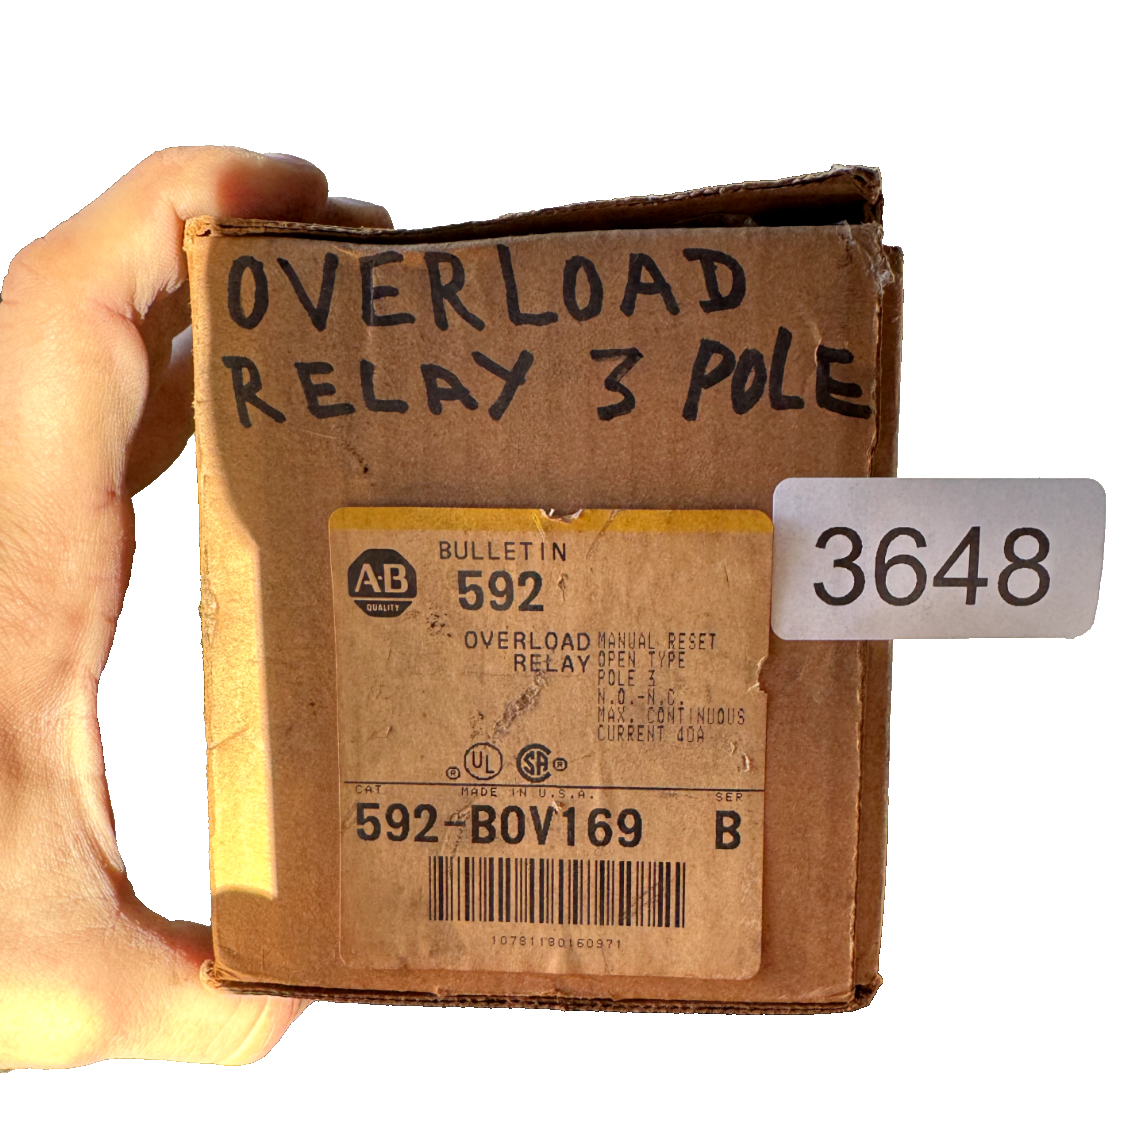 OVERLOAD
RELAY 3 POLE
3648
A-B
QUALITY
BULLETIN
592
OVERLOAD
RELAY
MANUAL RESET
OPEN TYPE
POLE 3
N.O.-N.C.
MAX. CONTINUOUS
CURRENT 40A
® UL SA ®
CAT MADE IN U.S.A. SER
592-BOV169 B